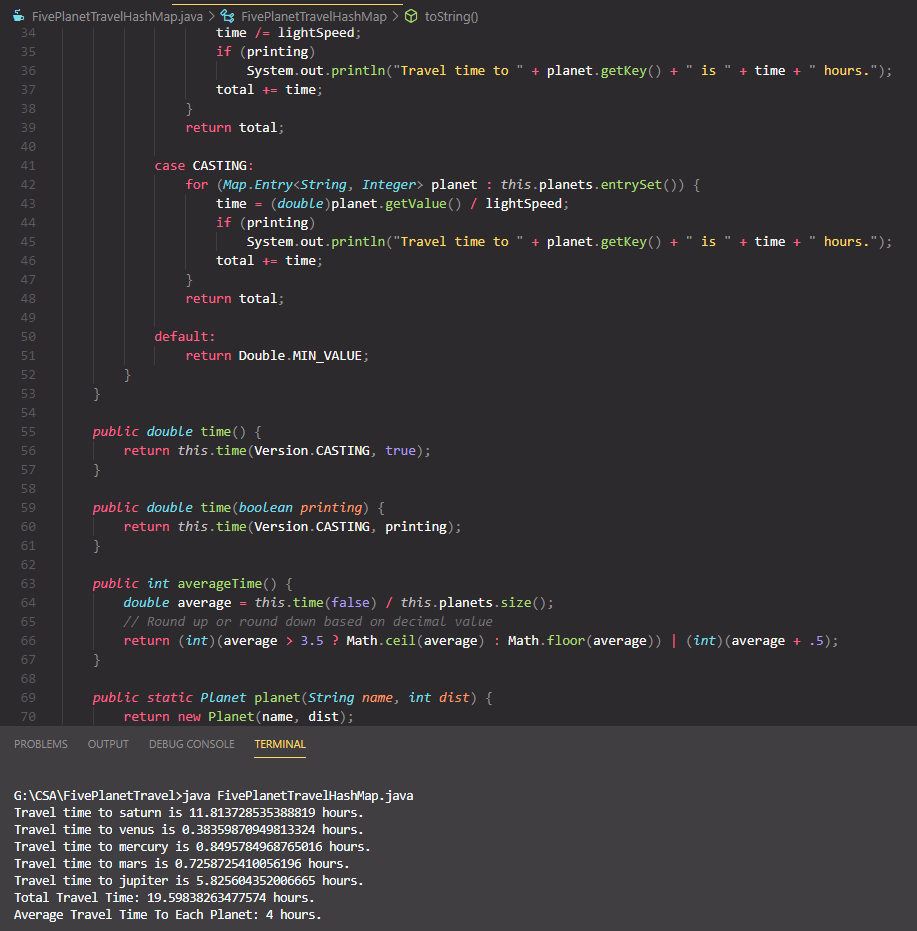 FivePlanetTravelHashMap.java > FivePlanetTravelHashMap > toString()
34 time /= lightSpeed;
35 if (printing)
36 System.out.println("Travel time to " + planet.getKey() + " is " + time + " hours.");
37 total += time;
38 }
39 return total;
40
41 case CASTING:
42 for (Map.Entry<String, Integer> planet : this.planets.entrySet()) {
43 time = (double)planet.getValue() / lightSpeed;
44 if (printing)
45 System.out.println("Travel time to " + planet.getKey() + " is " + time + " hours.");
46 total += time;
47 }
48 return total;
49
50 default:
51 return Double.MIN_VALUE;
52 }
53 }
54
55 public double time() {
56 return this.time(Version.CASTING, true);
57 }
58
59 public double time(boolean printing) {
60 return this.time(Version.CASTING, printing);
61 }
62
63 public int averageTime() {
64 double average = this.time(false) / this.planets.size();
65 // Round up or round down based on decimal value
66 return (int)(average > 3.5 ? Math.ceil(average) : Math.floor(average)) | (int)(average + .5);
67 }
68
69 public static Planet planet(String name, int dist) {
70 return new Planet(name, dist);
PROBLEMS OUTPUT DEBUG CONSOLE TERMINAL
G:\CSA\FivePlanetTravel>java FivePlanetTravelHashMap.java
Travel time to saturn is 11.813728535388819 hours.
Travel time to venus is 0.38359870949813324 hours.
Travel time to mercury is 0.8495784968765016 hours.
Travel time to mars is 0.7258725410056196 hours.
Travel time to jupiter is 5.825604352006665 hours.
Total Travel Time: 19.59838263477574 hours.
Average Travel Time To Each Planet: 4 hours.